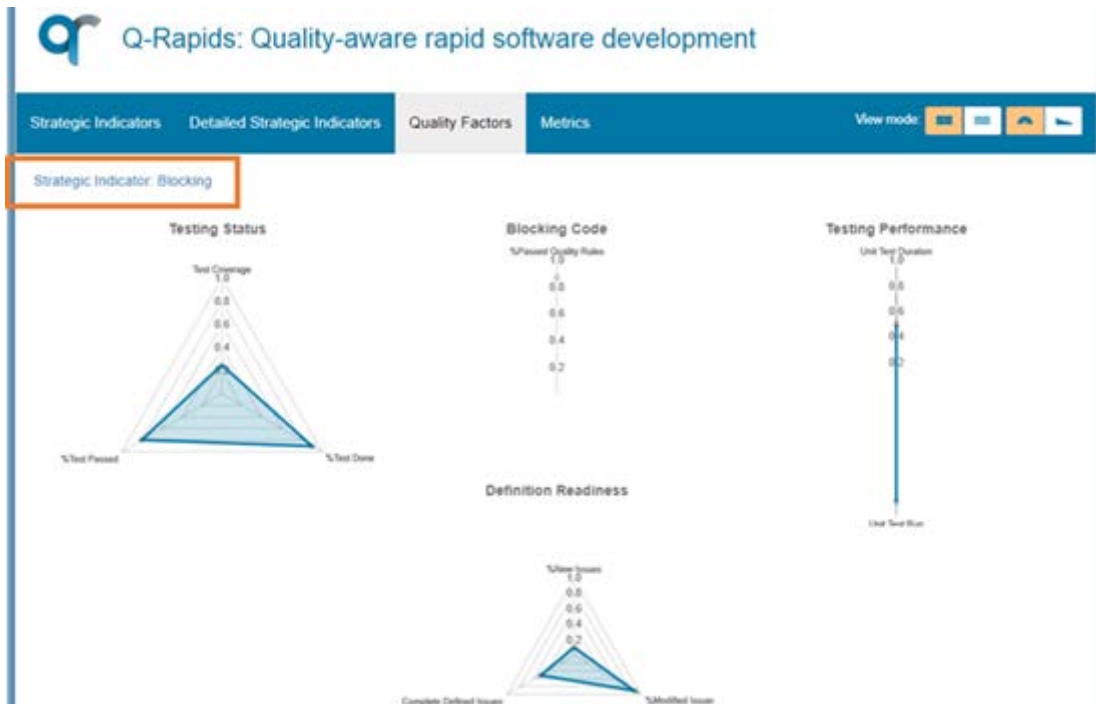 qr
Q-Rapids: Quality-aware rapid software development
Strategic Indicators
Detailed Strategic Indicators
Quality Factors
Metrics
View mode:
Strategic Indicator: Blocking
Testing Status
Test Coverage
1.0
0.8
0.6
0.4
%Test Passed
%Test Done
Blocking Code
%Passed Quality Rules
1.0
0.8
0.6
0.4
0.2
Testing Performance
Unit Test Duration
1.0
0.8
0.6
0.4
0.2
Unit Test Run
Definition Readiness
%New Issues
1.0
0.8
0.6
0.4
0.2
Complete Defined Issues
%Modified Issues